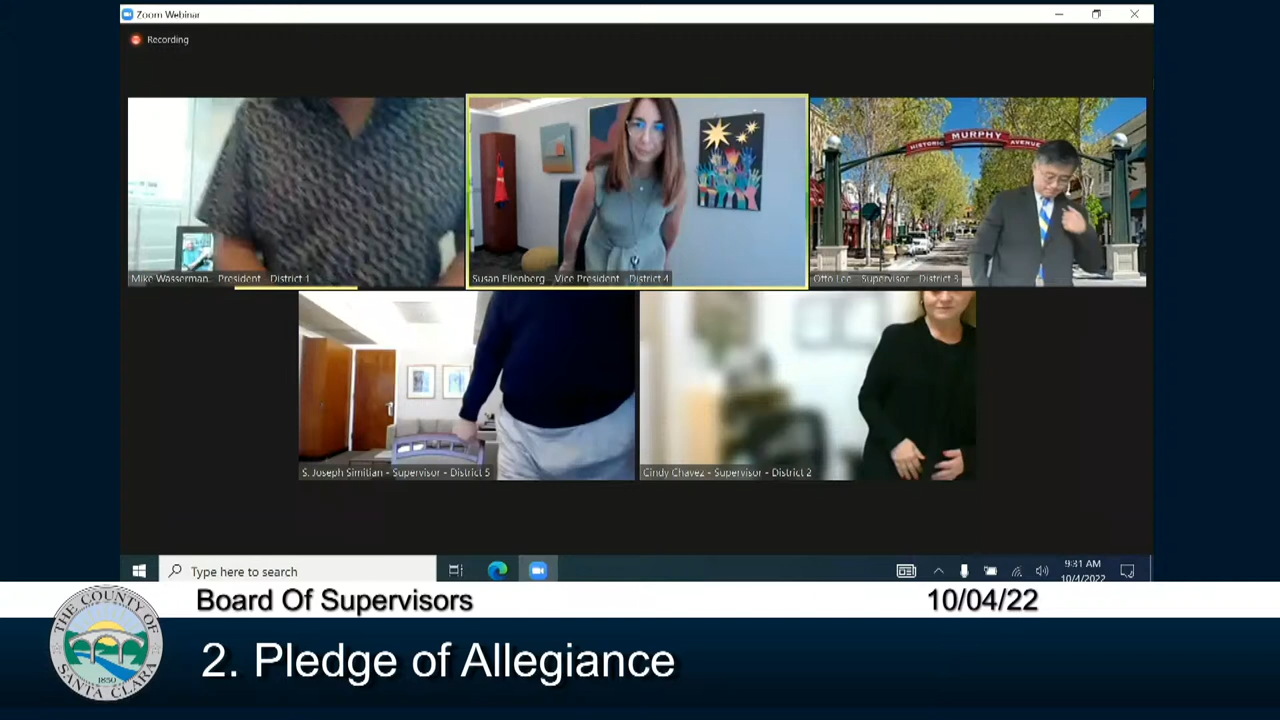 Zoom Webinar
Recording
HISTORIC MURPHY AVENUE
Mike Wasserman... President - District 1
Susan Ellenberg - Vice President - District 4
Otto Lee - Supervisor - District 3
S. Joseph Simitian - Supervisor - District 5
Cindy Chavez - Supervisor - District 2
Type here to search
9:31 AM
10/4/2022
Board Of Supervisors
10/04/22
THE COUNTY OF
SANTA CLARA
1850
2. Pledge of Allegiance